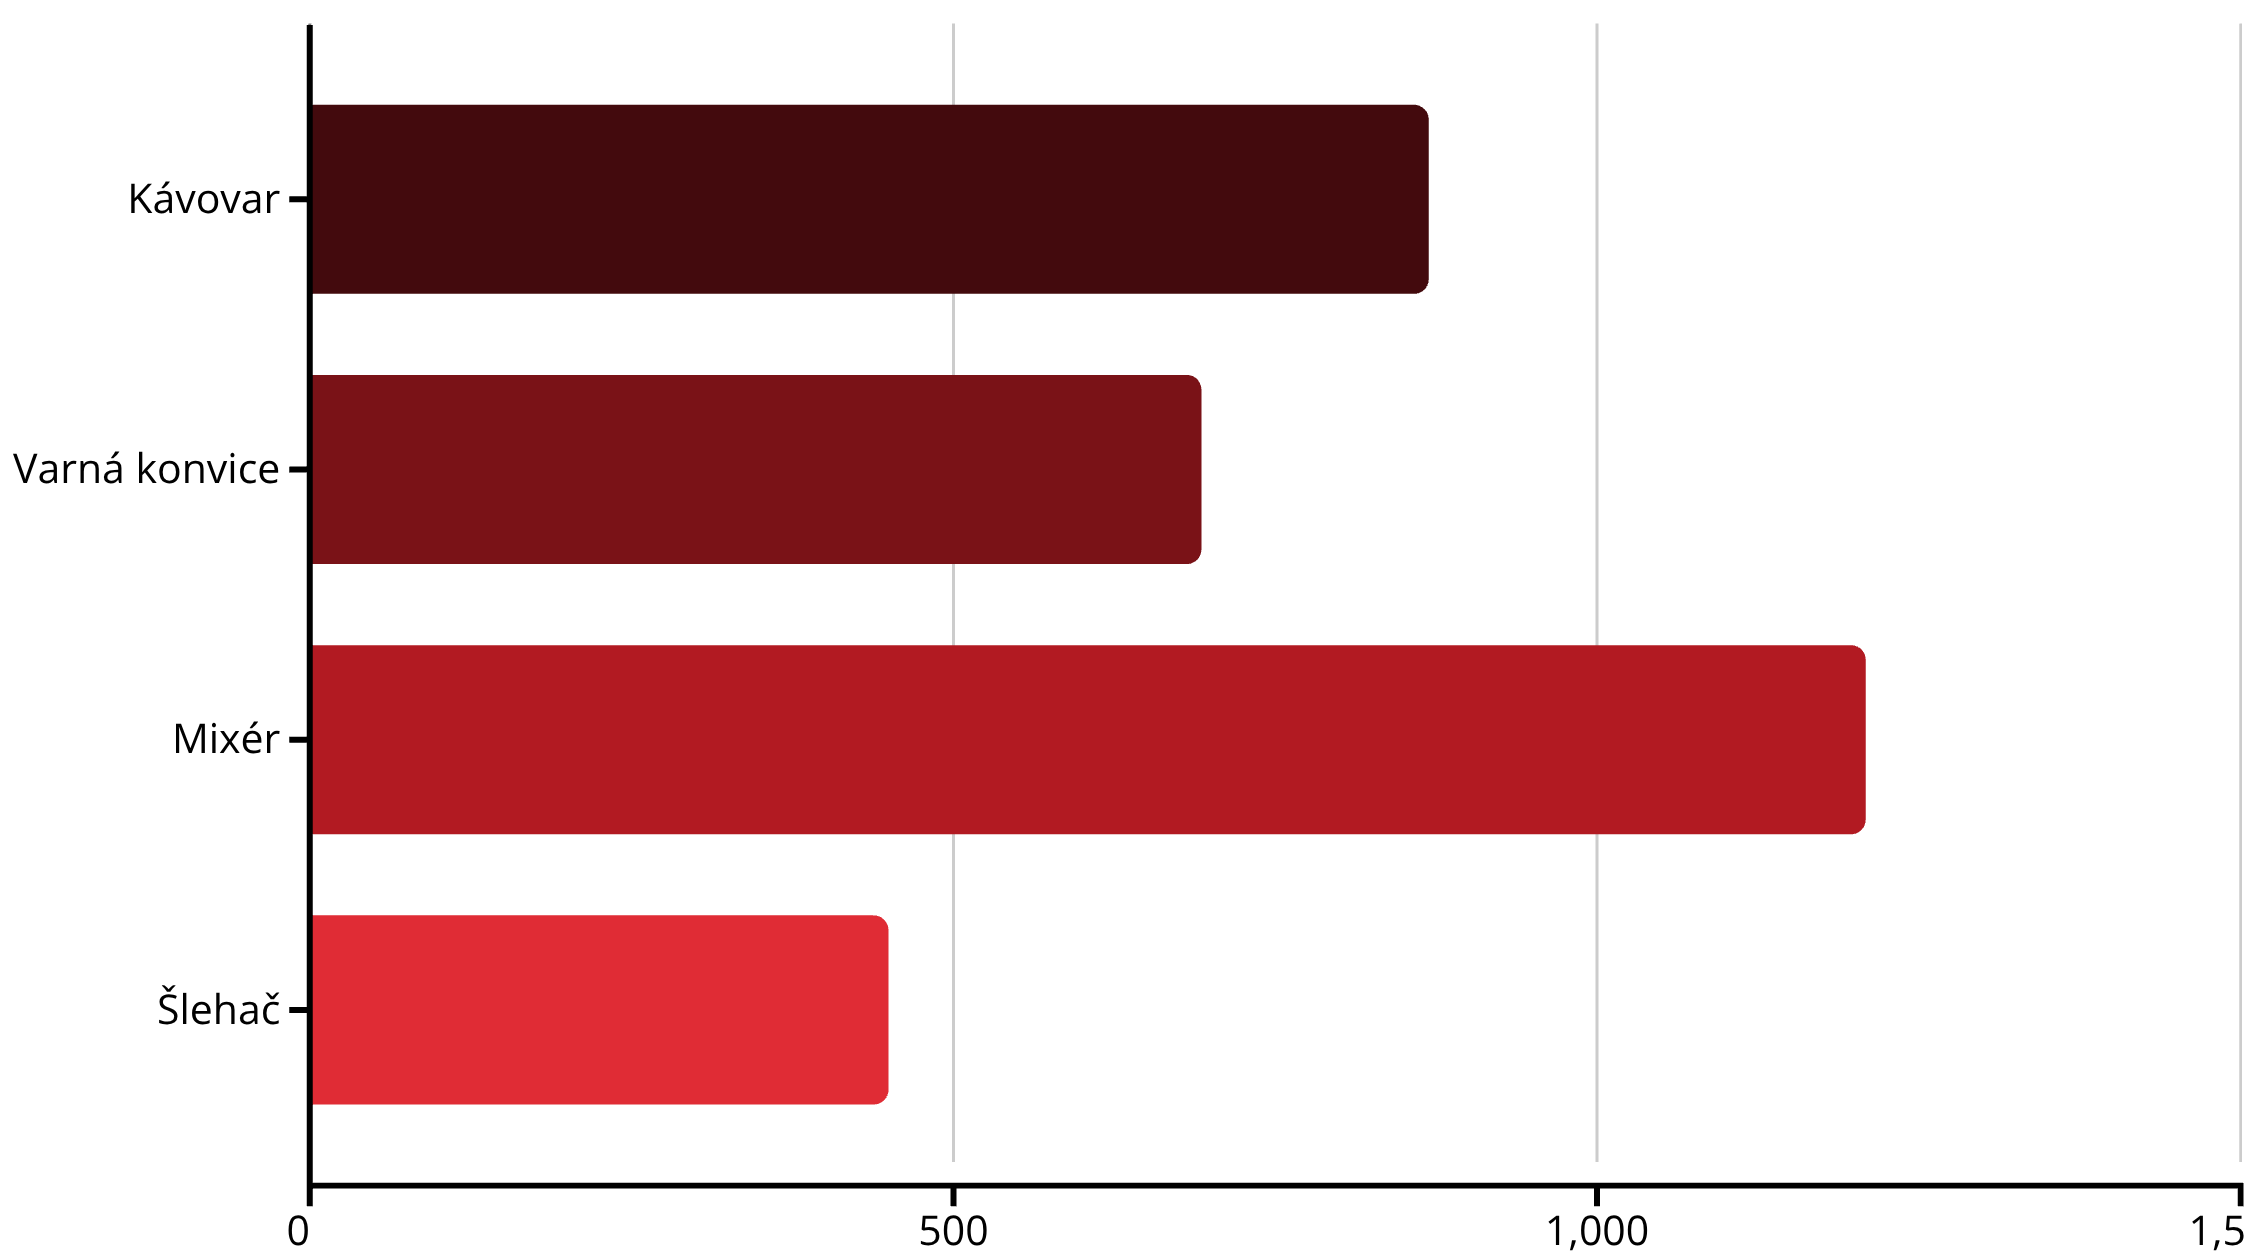 Kávovar
Varná konvice
Mixér
Šlehač
0 500 1,000 1,5